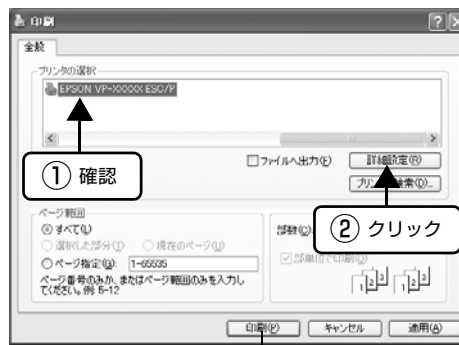 印刷
全般
プリンタの選択
EPSON VP-XXXXX ESC/P
① 確認
ファイルへ出力(F)
詳細設定(R)
プリンタの検索(D)...
② クリック
ページ範囲
すべて(L)
選択した部分(T)
現在のページ(U)
ページ指定(G):
1-65535
ページ番号のみか、またはページ範囲のみを入力し
てください。例: 5-12
部数(C):
部単位で印刷(O)
1 2 3
1 2 3
印刷(P)
キャンセル
適用(A)